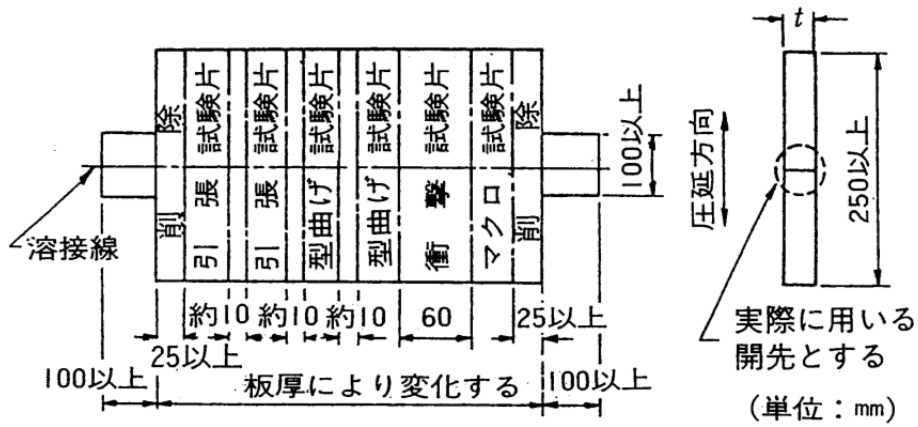 t
削除
引張試験片
引張試験片
型曲げ試験片
型曲げ試験片
衝撃試験片
マクロ試験片
削除
100以上
圧延方向
250以上
溶接線
約10
約10
約10
60
25以上
25以上
100以上
板厚により変化する
100以上
実際に用いる
開先とする
(単位:mm)